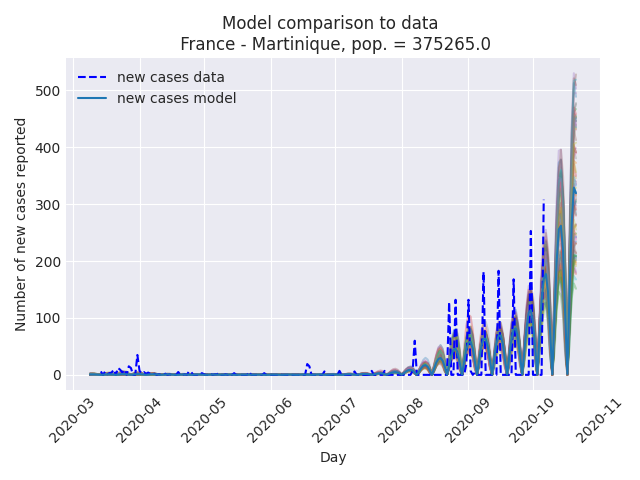 Model comparison to data
France - Martinique, pop. = 375265.0
new cases data
new cases model
Number of new cases reported
500
400
300
200
100
0
2020-03
2020-04
2020-05
2020-06
2020-07
2020-08
2020-09
2020-10
2020-11
Day